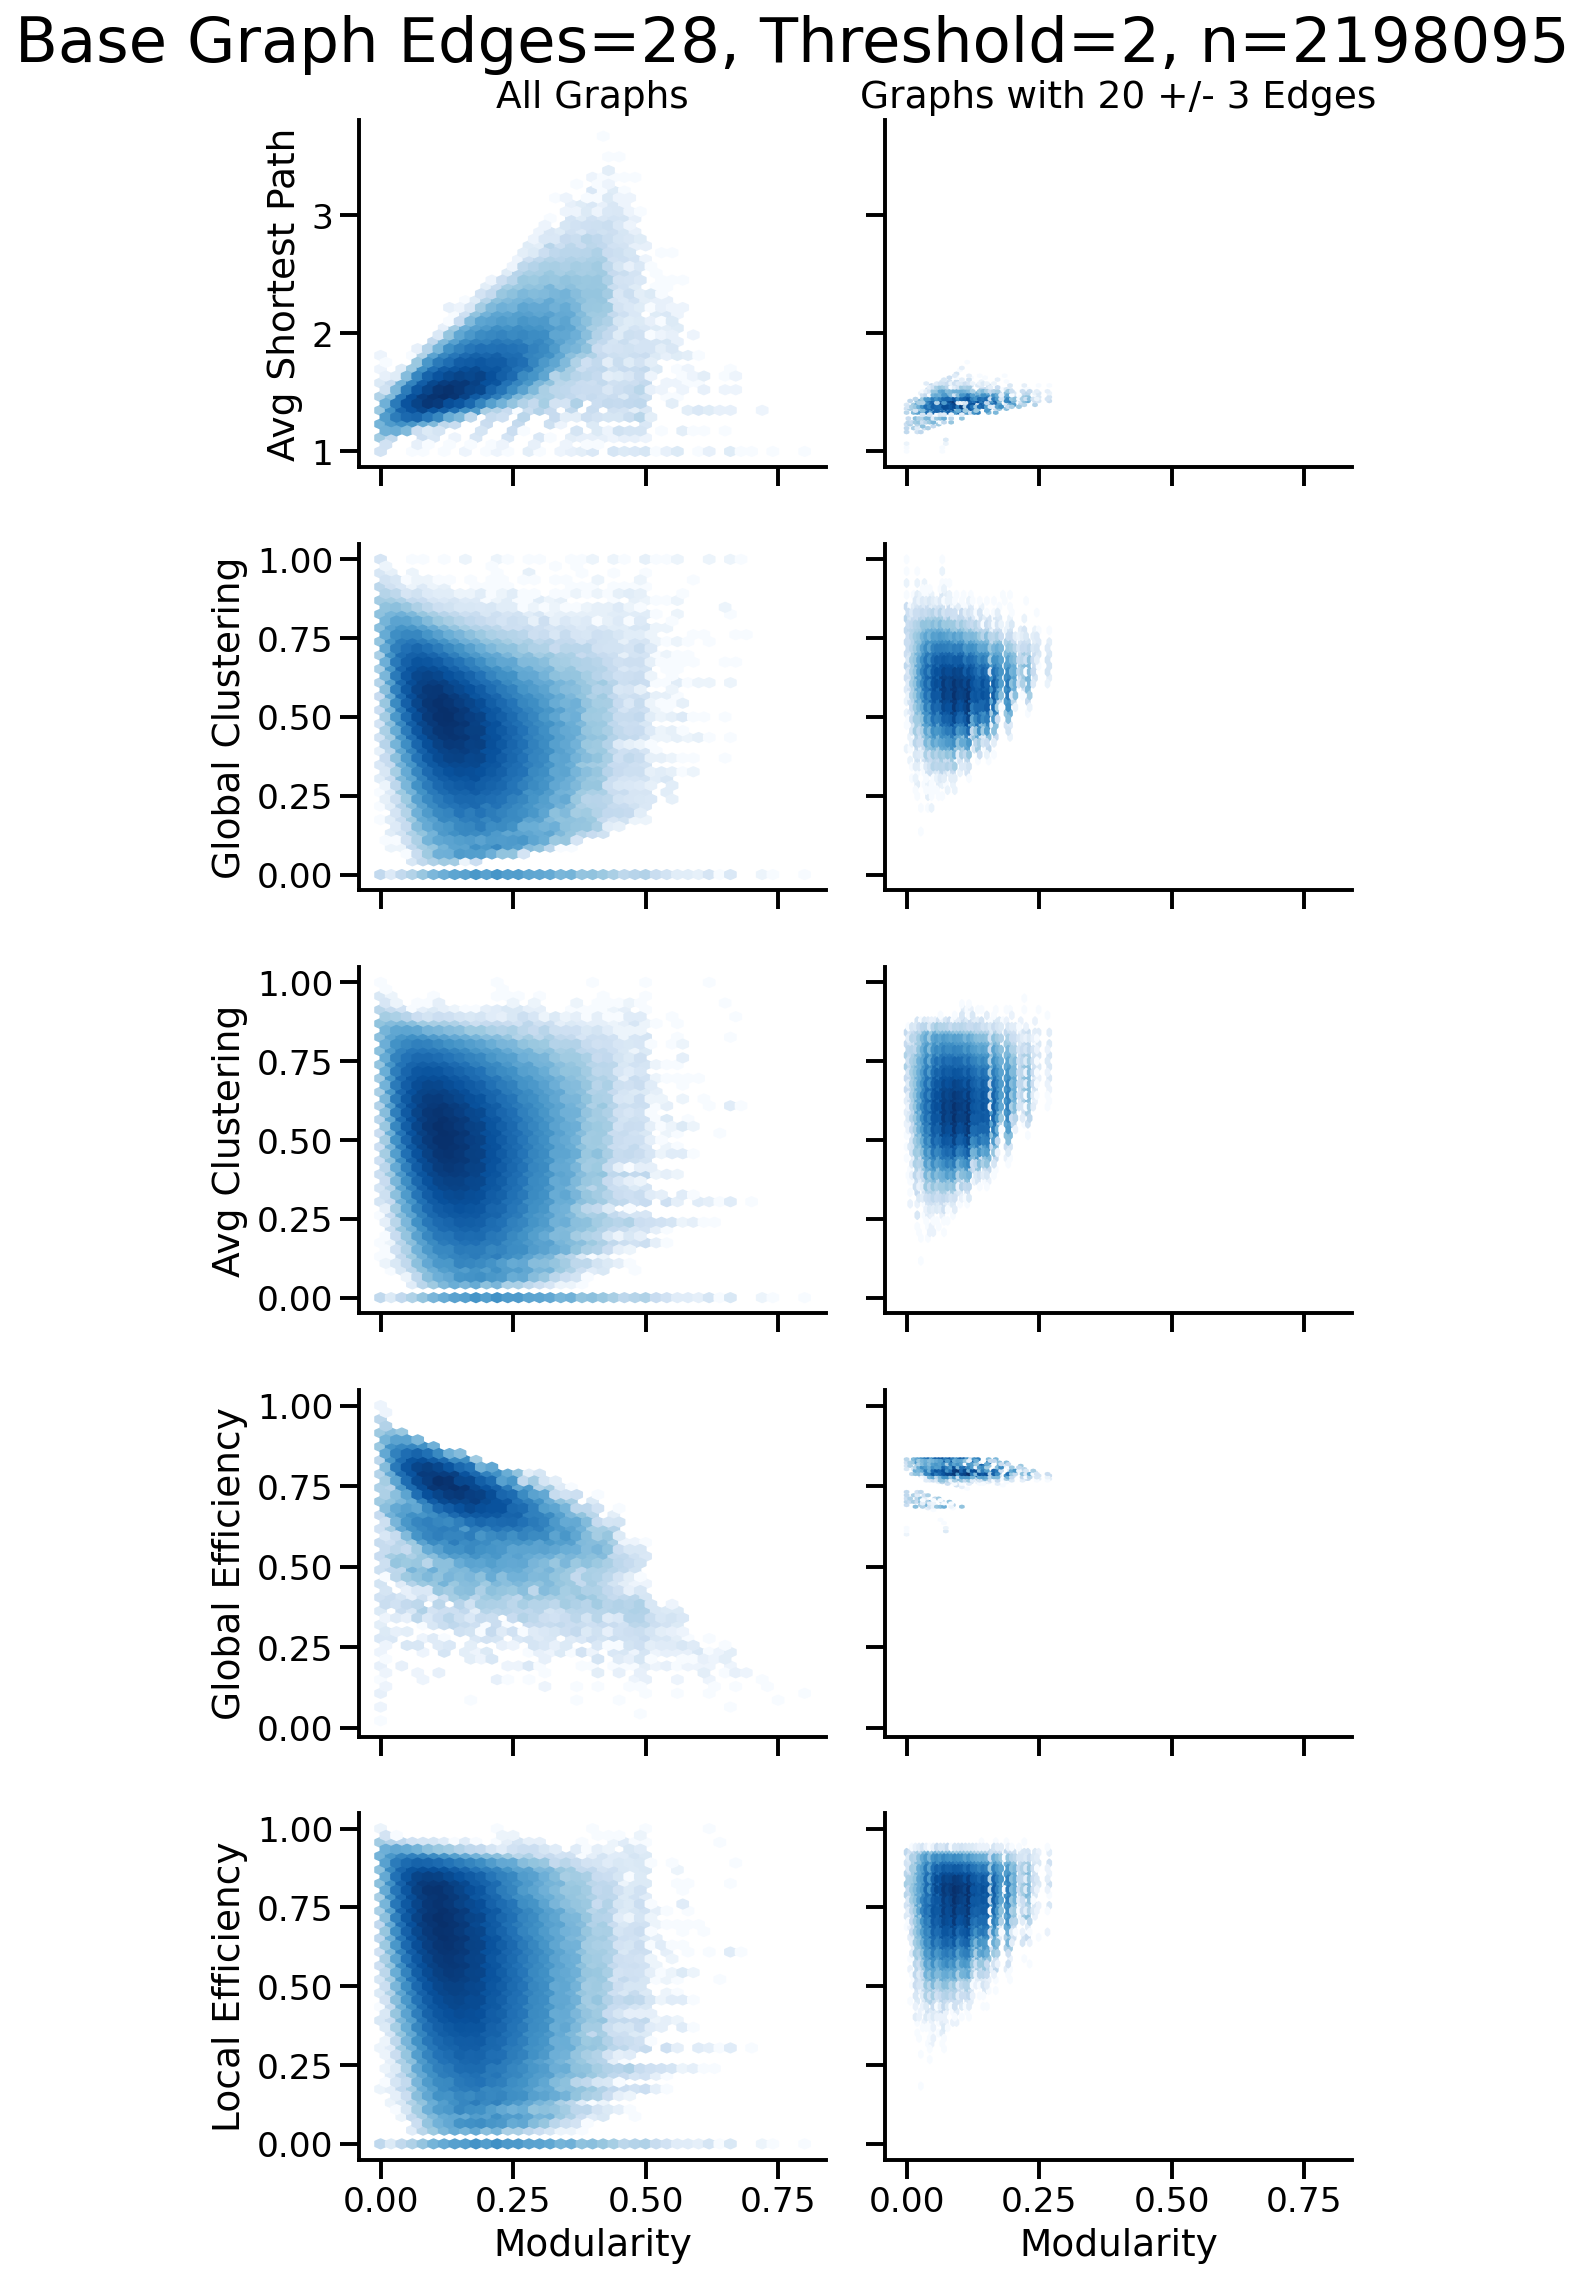 Base Graph Edges=28, Threshold=2, n=2198095
All Graphs
Graphs with 20 +/- 3 Edges
Avg Shortest Path
3
2
1
Global Clustering
1.00
0.75
0.50
0.25
0.00
Avg Clustering
1.00
0.75
0.50
0.25
0.00
Global Efficiency
1.00
0.75
0.50
0.25
0.00
Local Efficiency
1.00
0.75
0.50
0.25
0.00
0.00 0.25 0.50 0.75
0.00 0.25 0.50 0.75
Modularity
Modularity